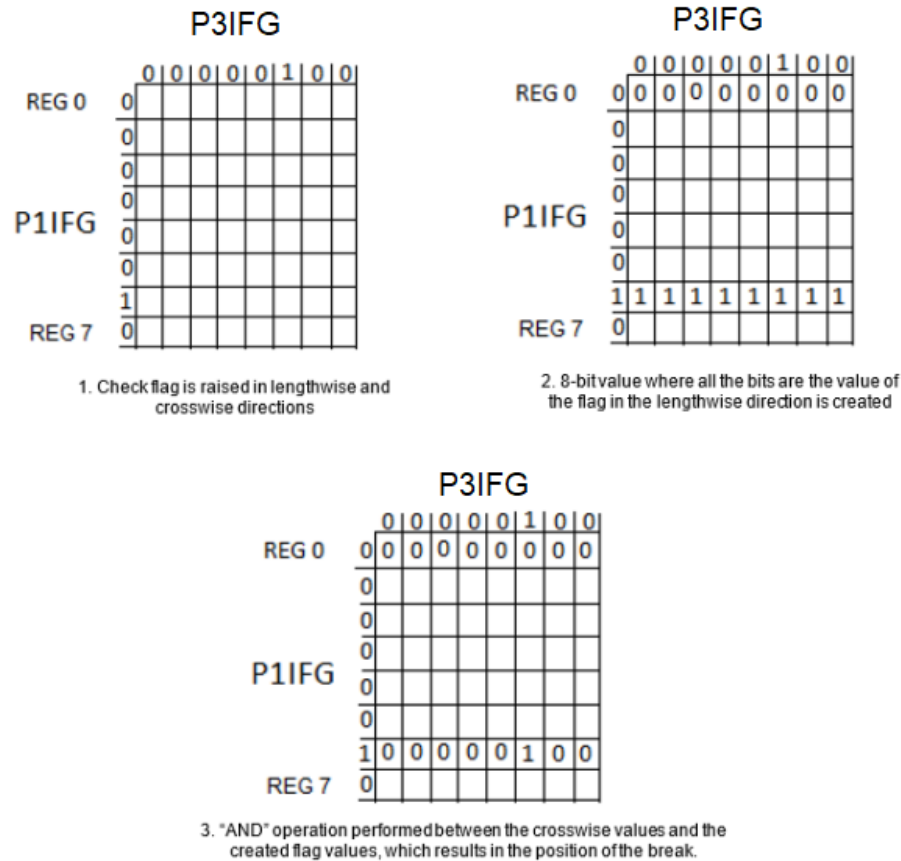 P3IFG
0 0 0 0 0 1 0 0
REG 0 0
0
0
0
P1IFG
0
0
1
REG 7 0
1. Check flag is raised in lengthwise and
crosswise directions
P3IFG
0 0 0 0 0 1 0 0
REG 0 0 0 0 0 0 0 0 0 0
0
0
0
P1IFG
0
0
1 1 1 1 1 1 1 1 1
REG 7 0
2. 8-bit value where all the bits are the value of
the flag in the lengthwise direction is created
P3IFG
0 0 0 0 0 1 0 0
REG 0 0 0 0 0 0 0 0 0 0
0
0
0
P1IFG
0
0
1 0 0 0 0 0 1 0 0
REG 7 0
3. “AND” operation performed between the crosswise values and the
created flag values, which results in the position of the break.